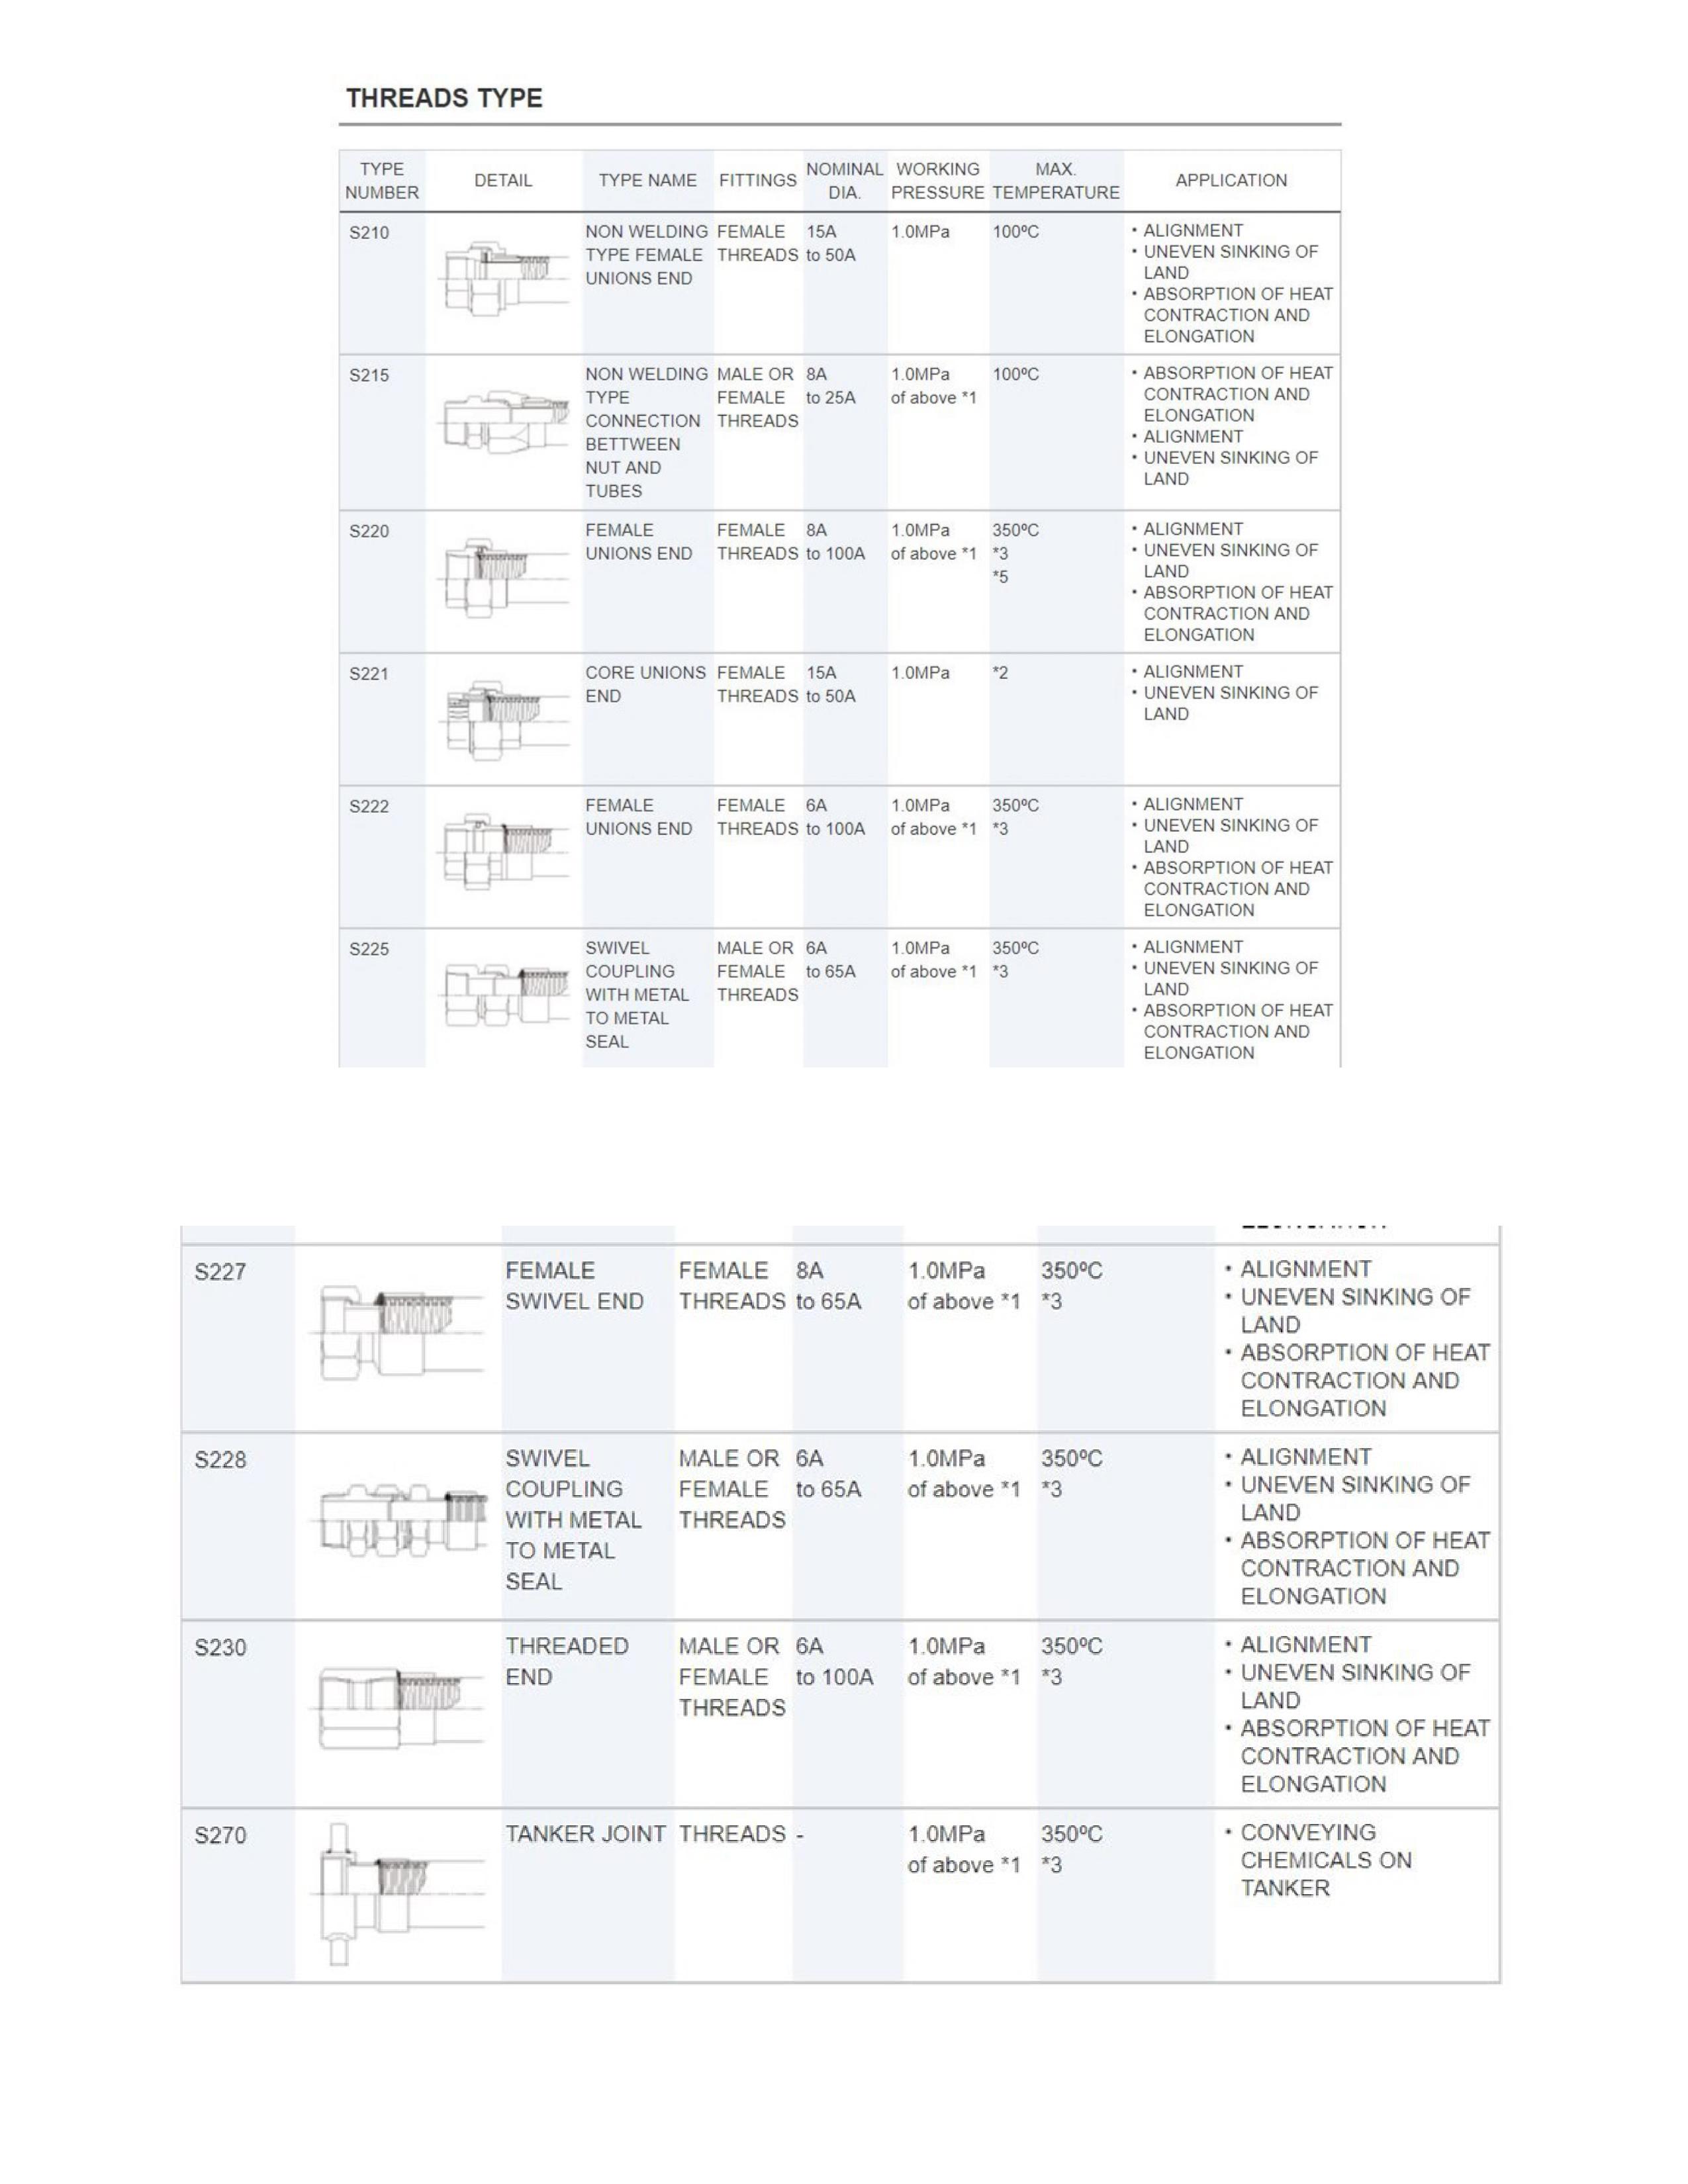 THREADS TYPE
TYPE NUMBER DETAIL TYPE NAME FITTINGS NOMINAL DIA. WORKING PRESSURE MAX. TEMPERATURE APPLICATION
S210
NON WELDING
TYPE FEMALE
UNIONS END
FEMALE
THREADS
15A
to 50A
1.0MPa
100ºC
・ALIGNMENT
・UNEVEN SINKING OF
LAND
・ABSORPTION OF HEAT
CONTRACTION AND
ELONGATION
S215
NON WELDING
TYPE
CONNECTION
BETTWEEN
NUT AND
TUBES
MALE OR
FEMALE
THREADS
8A
to 25A
1.0MPa
of above *1
100ºC
・ABSORPTION OF HEAT
CONTRACTION AND
ELONGATION
・ALIGNMENT
・UNEVEN SINKING OF
LAND
S220
FEMALE
UNIONS END
FEMALE
THREADS
8A
to 100A
1.0MPa
of above *1
350ºC
*3
*5
・ALIGNMENT
・UNEVEN SINKING OF
LAND
・ABSORPTION OF HEAT
CONTRACTION AND
ELONGATION
S221
CORE UNIONS
END
FEMALE
THREADS
15A
to 50A
1.0MPa
*2
・ALIGNMENT
・UNEVEN SINKING OF
LAND
S222
FEMALE
UNIONS END
FEMALE
THREADS
6A
to 100A
1.0MPa
of above *1
350ºC
*3
・ALIGNMENT
・UNEVEN SINKING OF
LAND
・ABSORPTION OF HEAT
CONTRACTION AND
ELONGATION
S225
SWIVEL
COUPLING
WITH METAL
TO METAL
SEAL
MALE OR
FEMALE
THREADS
6A
to 65A
1.0MPa
of above *1
350ºC
*3
・ALIGNMENT
・UNEVEN SINKING OF
LAND
・ABSORPTION OF HEAT
CONTRACTION AND
ELONGATION
S227
FEMALE
SWIVEL END
FEMALE
THREADS
8A
to 65A
1.0MPa
of above *1
350ºC
*3
・ALIGNMENT
・UNEVEN SINKING OF
LAND
・ABSORPTION OF HEAT
CONTRACTION AND
ELONGATION
S228
SWIVEL
COUPLING
WITH METAL
TO METAL
SEAL
MALE OR
FEMALE
THREADS
6A
to 65A
1.0MPa
of above *1
350ºC
*3
・ALIGNMENT
・UNEVEN SINKING OF
LAND
・ABSORPTION OF HEAT
CONTRACTION AND
ELONGATION
S230
THREADED
END
MALE OR
FEMALE
THREADS
6A
to 100A
1.0MPa
of above *1
350ºC
*3
・ALIGNMENT
・UNEVEN SINKING OF
LAND
・ABSORPTION OF HEAT
CONTRACTION AND
ELONGATION
S270
TANKER JOINT
THREADS
-
1.0MPa
of above *1
350ºC
*3
・CONVEYING
CHEMICALS ON
TANKER